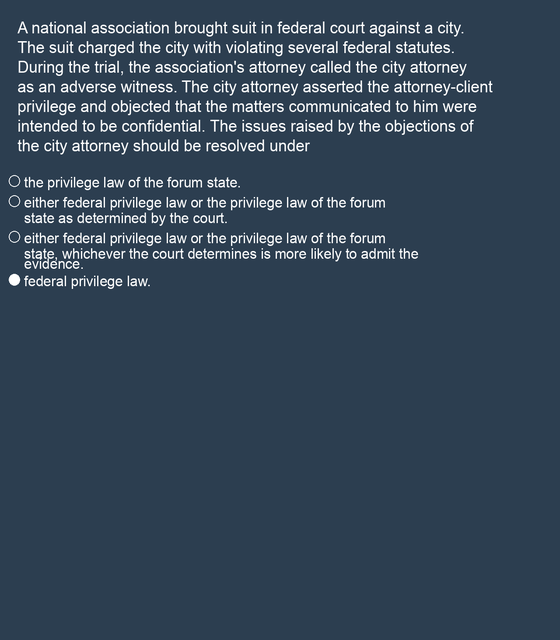 A national association brought suit in federal court against a city.
The suit charged the city with violating several federal statutes.
During the trial, the association's attorney called the city attorney
as an adverse witness. The city attorney asserted the attorney-client
privilege and objected that the matters communicated to him were
intended to be confidential. The issues raised by the objections of
the city attorney should be resolved under
the privilege law of the forum state.
either federal privilege law or the privilege law of the forum
state as determined by the court.
either federal privilege law or the privilege law of the forum
state, whichever the court determines is more likely to admit the
evidence.
federal privilege law.